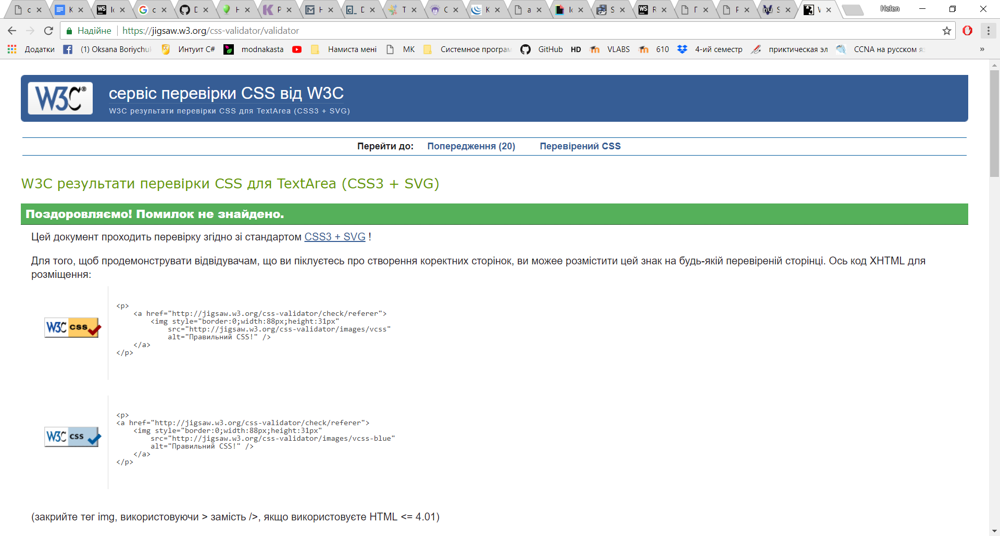 Helen
Надійне https://jigsaw.w3.org/css-validator/validator
Додатки (1) Oksana Boriychuk Интуит C# modnakasta Намиста мені МК Системное програм GitHub HD VLABS 610 4-ий семестр приктическая эл CCNA на русском яз »
W3C® сервіс перевірки CSS від W3C
W3C результати перевірки CSS для TextArea (CSS3 + SVG)
Перейти до: Попередження (20) Перевірений CSS
W3C результати перевірки CSS для TextArea (CSS3 + SVG)
Поздоровляємо! Помилок не знайдено.
Цей документ проходить перевірку згідно зі стандартом CSS3 + SVG !
Для того, щоб продемонструвати відвідувачам, що ви піклуєтесь про створення коректних сторінок, ви можее розмістити цей знак на будь-якій перевіреній сторінці. Ось код XHTML для
розміщення:
<p>
<a href="http://jigsaw.w3.org/css-validator/check/referer">
<img style="border:0;width:88px;height:31px"
W3C css
src="http://jigsaw.w3.org/css-validator/images/vcss"
alt="Правильний CSS!" />
</a>
</p>
<p>
<a href="http://jigsaw.w3.org/css-validator/check/referer">
<img style="border:0;width:88px;height:31px"
W3C css
src="http://jigsaw.w3.org/css-validator/images/vcss-blue"
alt="Правильний CSS!" />
</a>
</p>
(закрийте тег img, використовуючи > замість />, якщо використовуєте HTML <= 4.01)